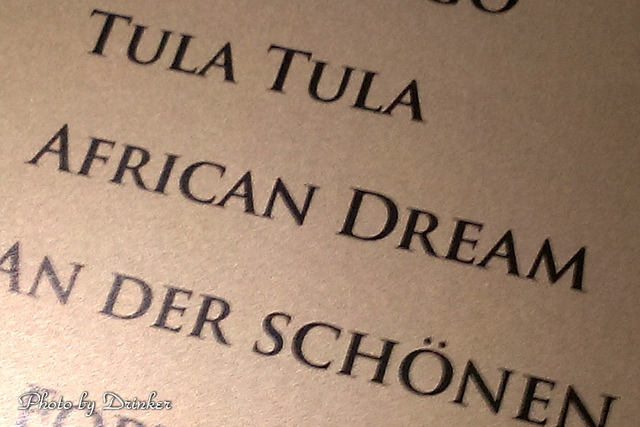 TULA TULA
AFRICAN DREAM
AN DER SCHÖNEN
Photo by Drinker